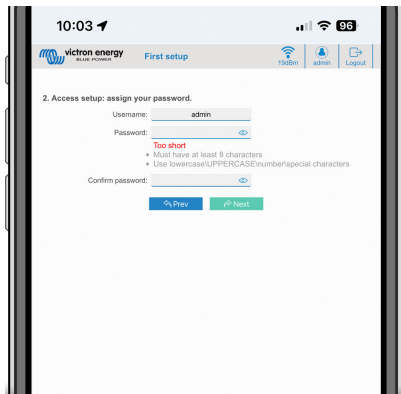 10:03
96
victron energy
BLUE POWER
First setup
19dBm
admin
Logout
2. Access setup: assign your password.
Username: admin
Password:
Too short
• Must have at least 8 characters
• Use lowercase\UPPERCASE\number\special characters
Confirm password:
Prev
Next